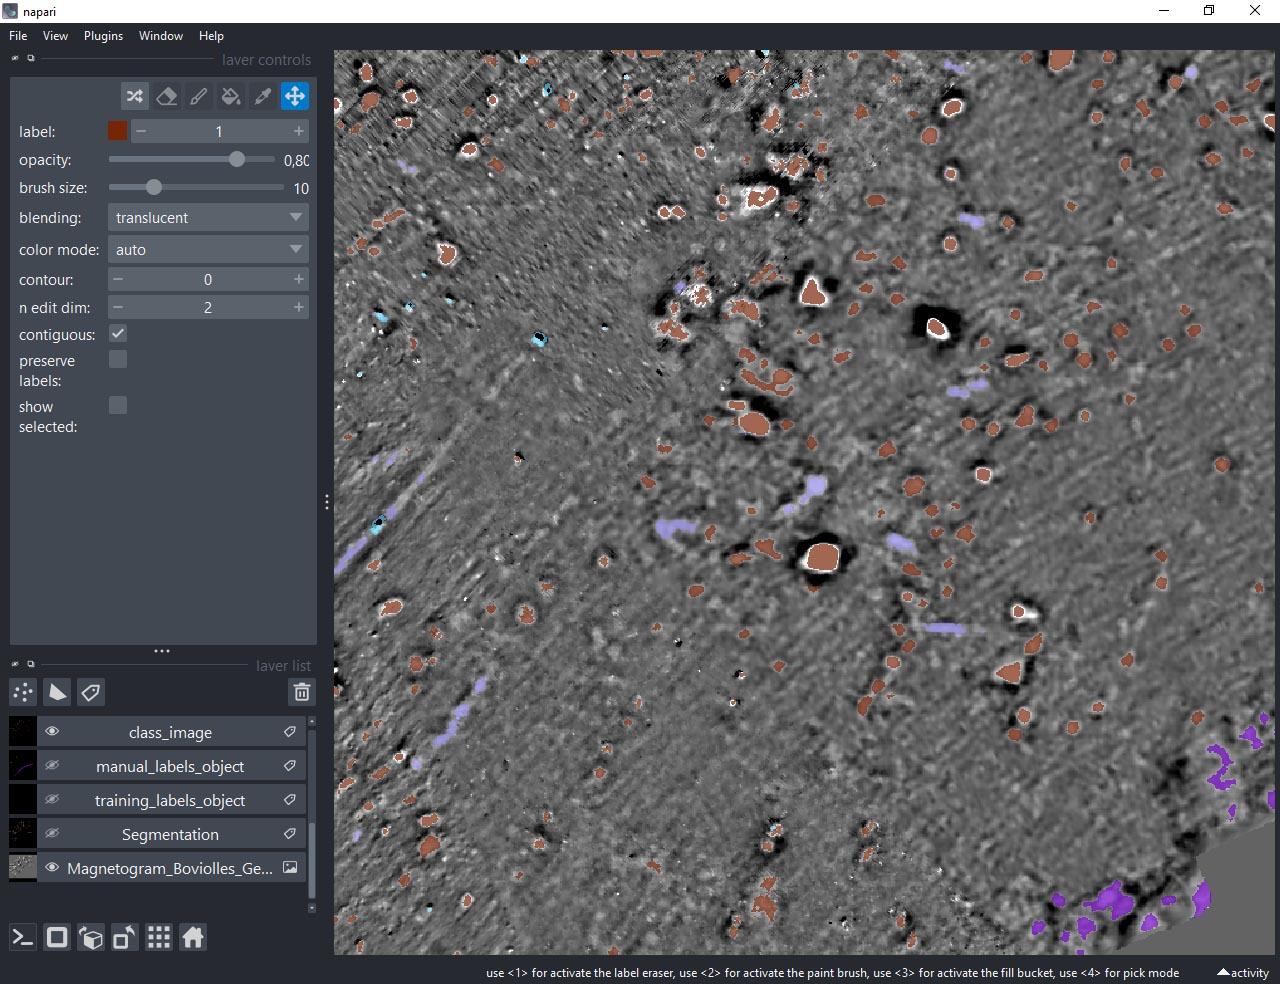 napari
File View Plugins Window Help
layer controls
label: 1
opacity: 0,80
brush size: 10
blending: translucent
color mode: auto
contour: 0
n edit dim: 2
contiguous:
preserve
labels:
show
selected:
layer list
class_image
manual_labels_object
training_labels_object
Segmentation
Magnetogram_Boviolles_Ge...
use <1> for activate the label eraser, use <2> for activate the paint brush, use <3> for activate the fill bucket, use <4> for pick mode
activity